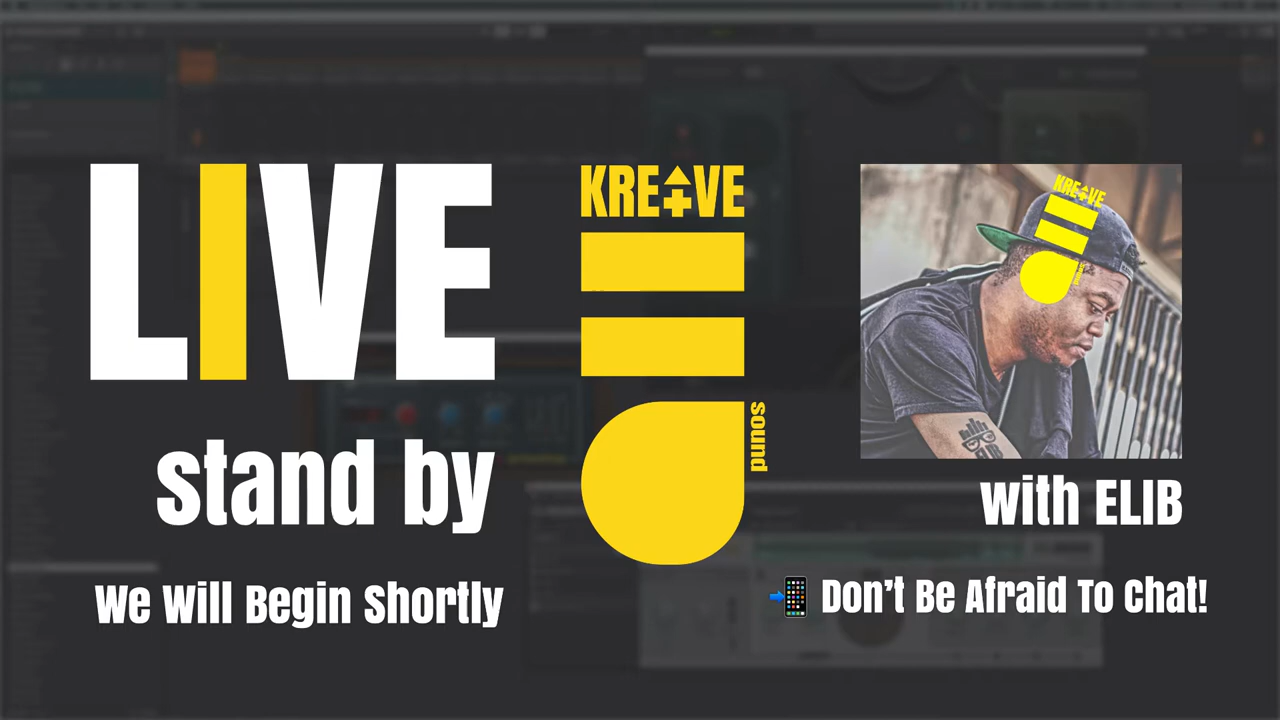 LIVE
stand by
We Will Begin Shortly
KRE VE
sound
KRE VE
ELIB
with ELIB
Don't Be Afraid To Chat!